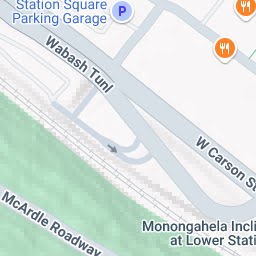 Station Square
Parking Garage
P
Wabash Tunl
W Carson St
McArdle Roadway
Monongahela Incli
at Lower Stati